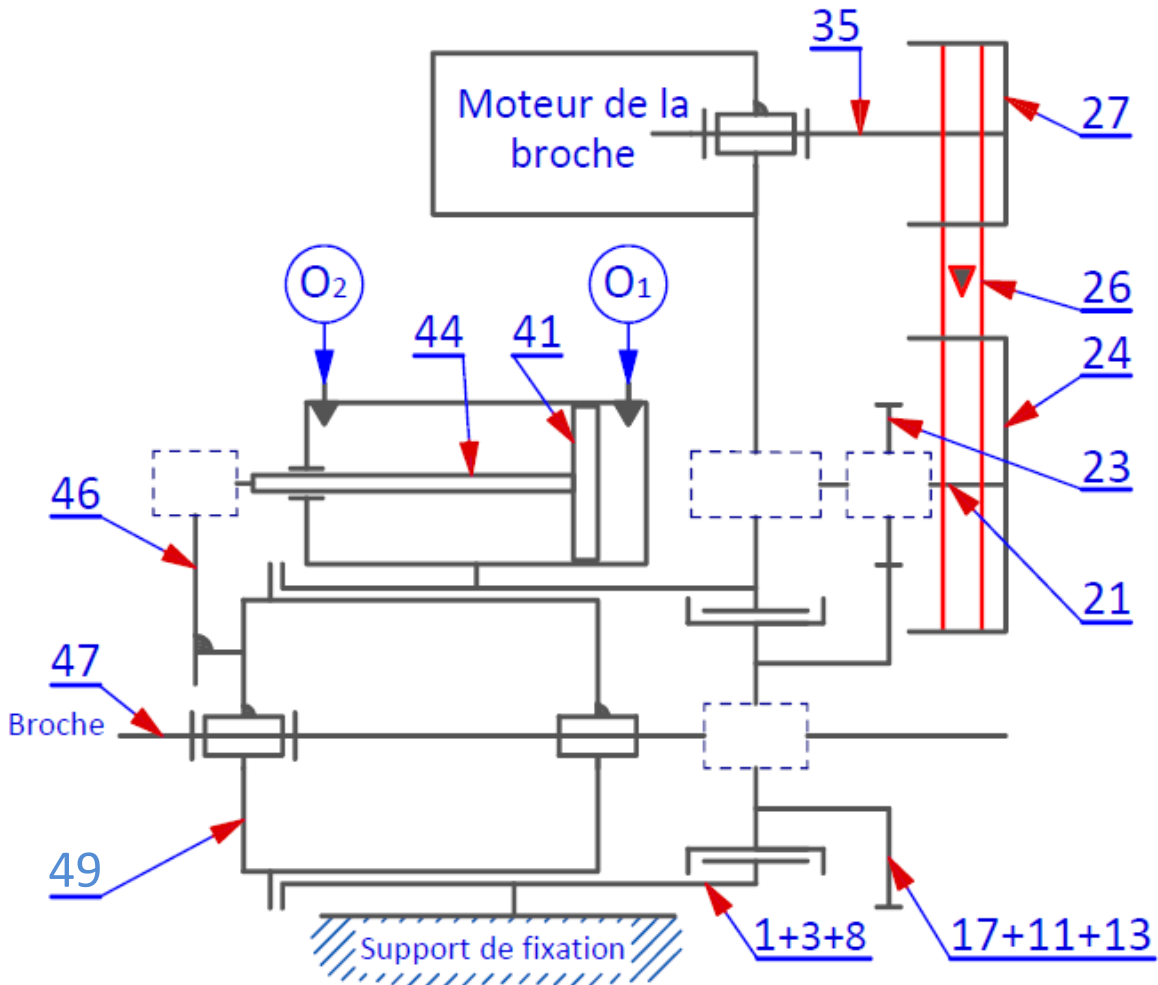 35
Moteur de la
broche
27
O2
O1
26
44
41
24
46
23
21
47
Broche
49
1+3+8
17+11+13
Support de fixation